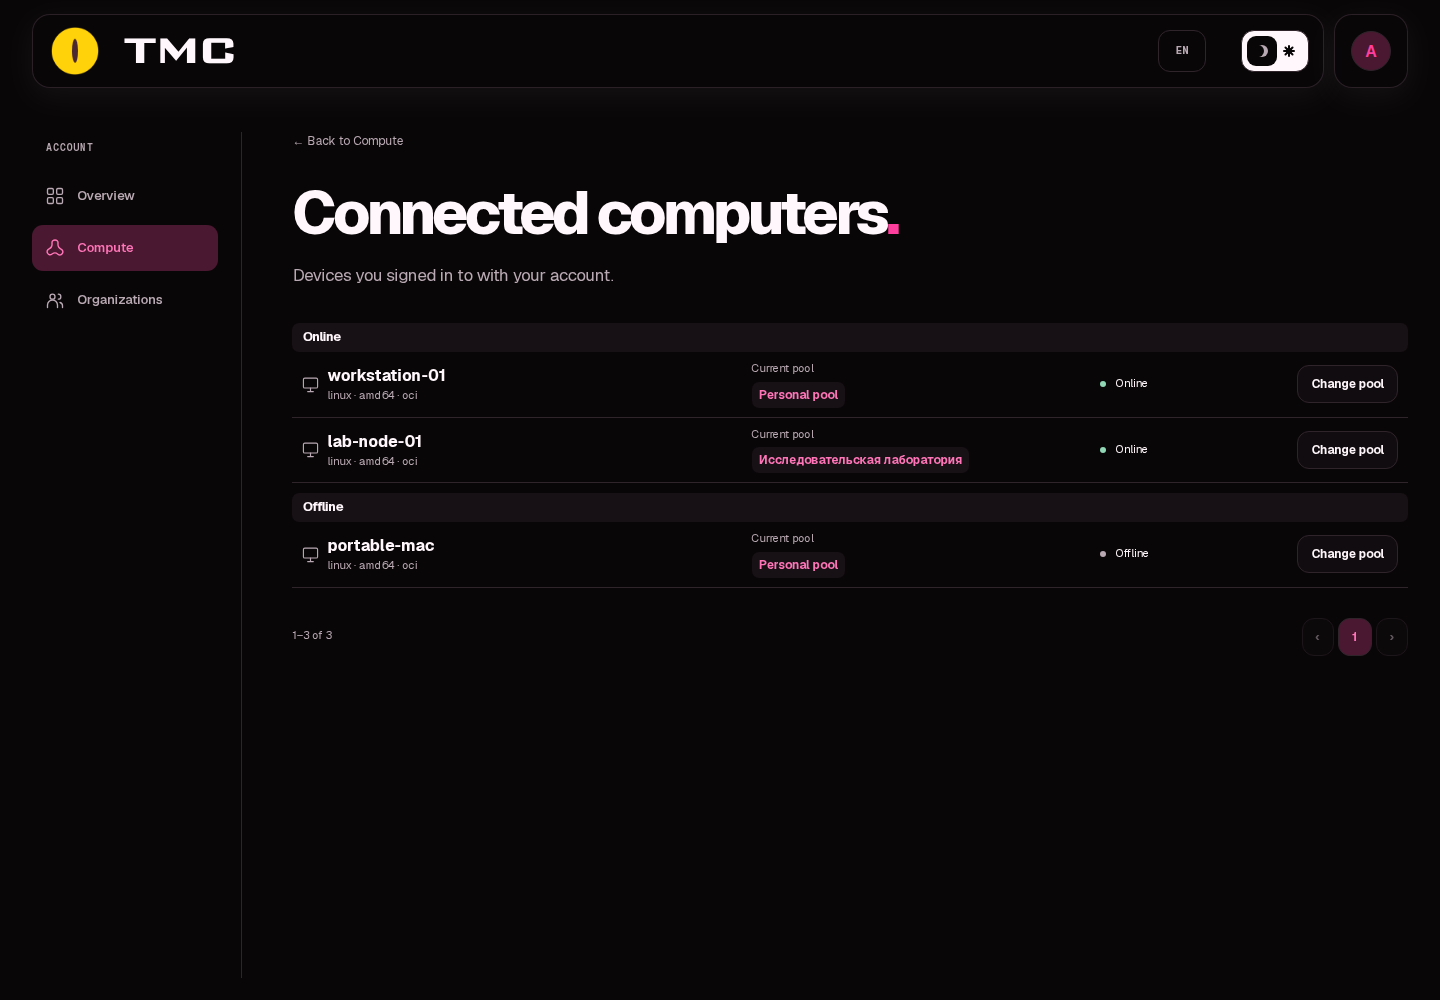 TMC
EN
A
ACCOUNT
Overview
Compute
Organizations
← Back to Compute
Connected computers.
Devices you signed in to with your account.
Online
workstation-01
linux · amd64 · oci
Current pool
Personal pool
Online
Change pool
lab-node-01
linux · amd64 · oci
Current pool
Исследовательская лаборатория
Online
Change pool
Offline
portable-mac
linux · amd64 · oci
Current pool
Personal pool
Offline
Change pool
1–3 of 3
‹ 1 ›